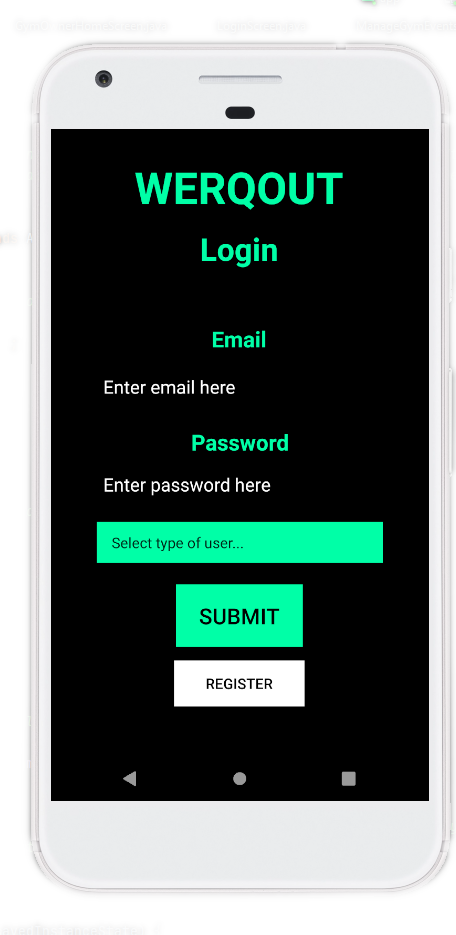 WERQOUT
Login
Email
Enter email here
Password
Enter password here
Select type of user...
SUBMIT
REGISTER